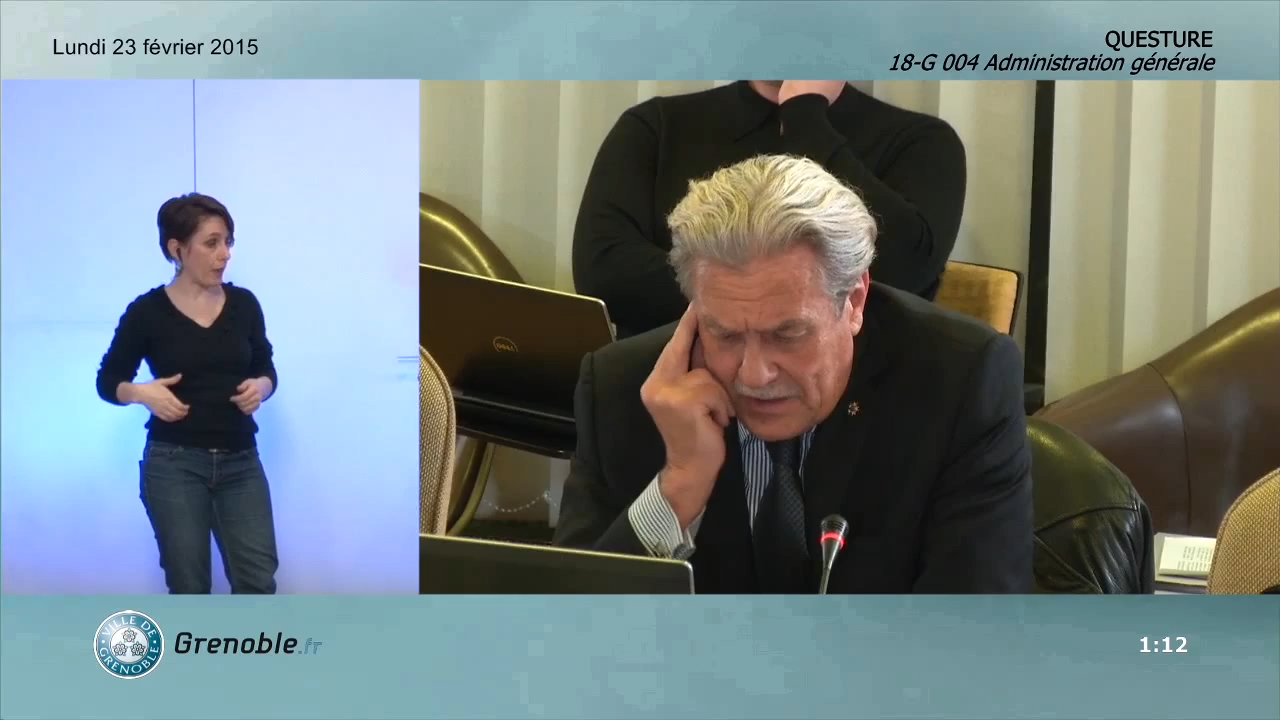 Lundi 23 février 2015
QUESTURE
18-G 004 Administration générale
DELL
VILLE DE
GRENOBLE
Grenoble.fr
1:12